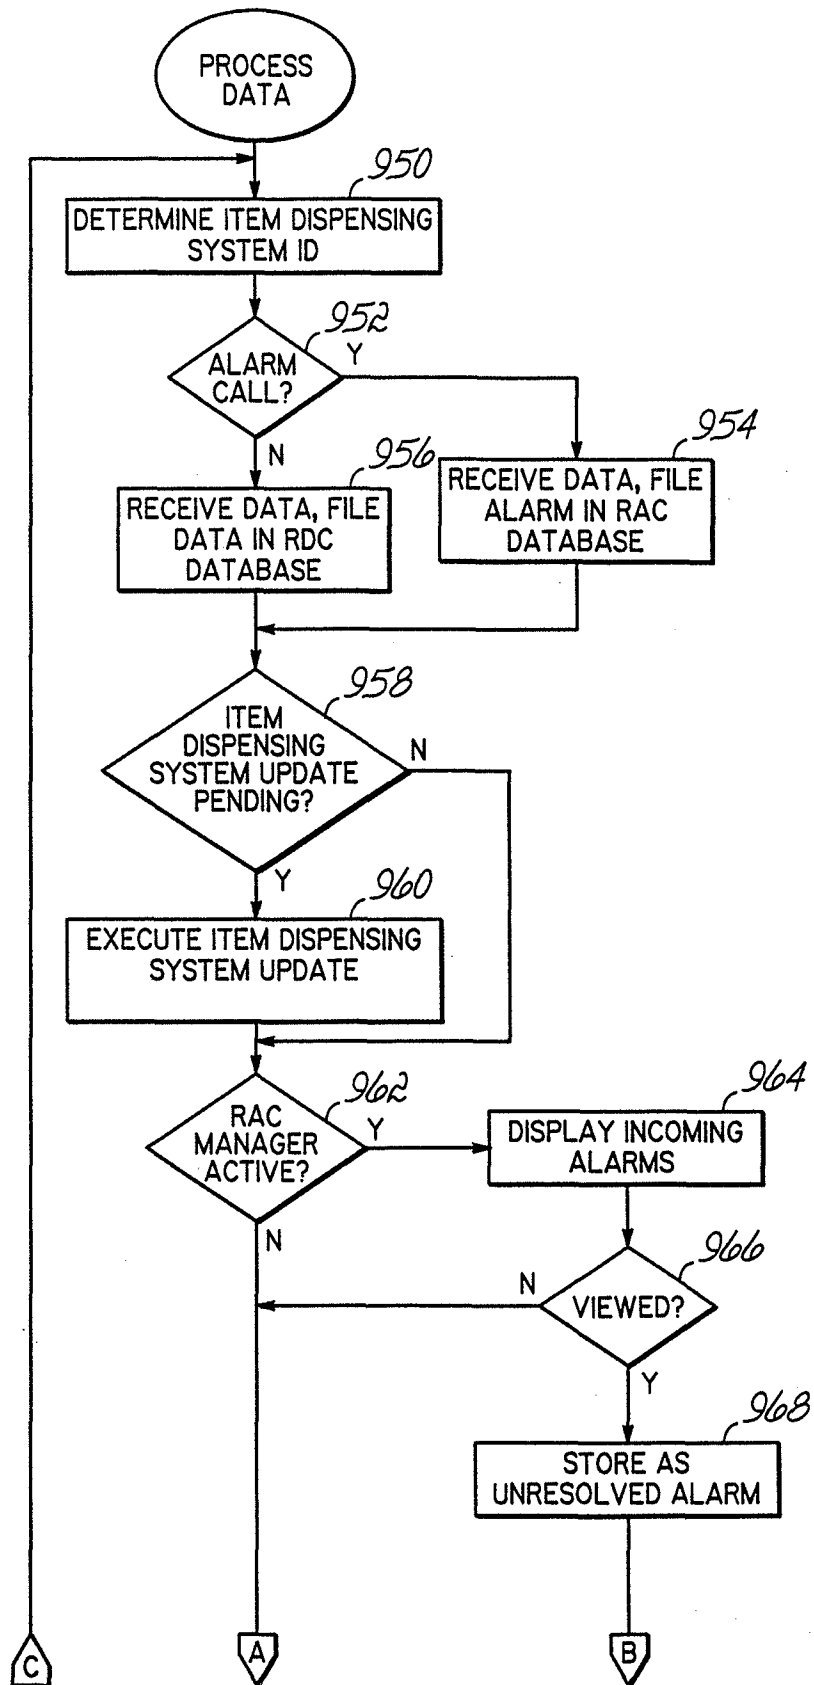 PROCESS
DATA
950
DETERMINE ITEM DISPENSING
SYSTEM ID
952
ALARM
CALL?
Y
N
954
956
RECEIVE DATA, FILE
ALARM IN RAC
DATABASE
RECEIVE DATA, FILE
DATA IN RDC
DATABASE
958
ITEM
DISPENSING
SYSTEM UPDATE
PENDING?
N
Y
960
EXECUTE ITEM DISPENSING
SYSTEM UPDATE
962
RAC
MANAGER
ACTIVE?
Y
N
964
DISPLAY INCOMING
ALARMS
966
VIEWED?
N
Y
968
STORE AS
UNRESOLVED ALARM
C
A
B